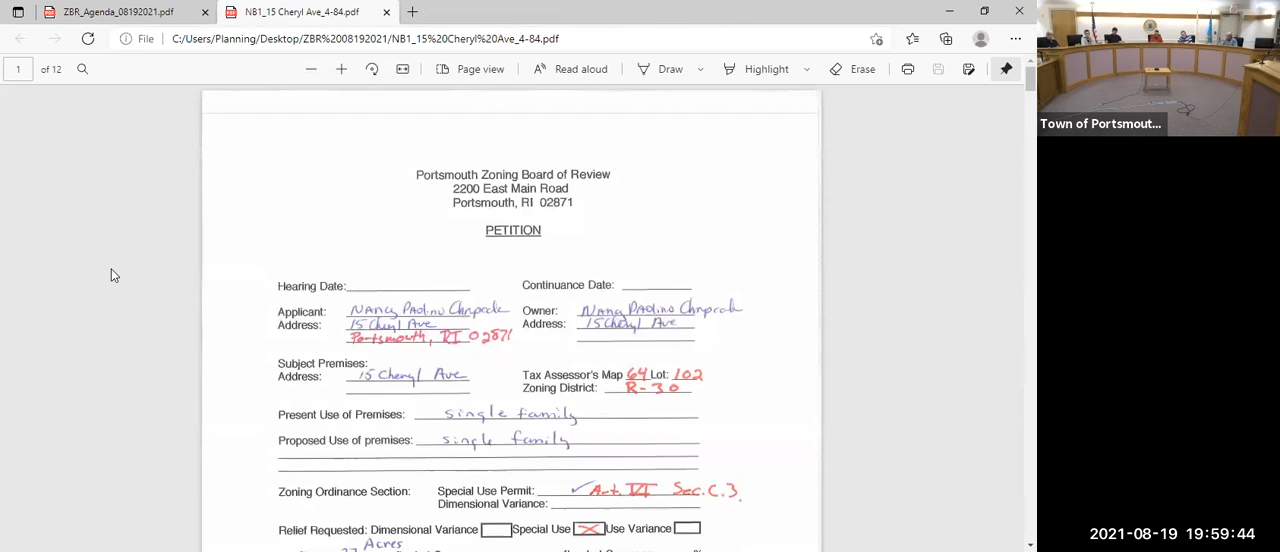 ZBR_Agenda_08192021.pdf
NB1_15 Cheryl Ave_4-84.pdf
File
C:/Users/Planning/Desktop/ZBR%2008192021/NB1_15%20Cheryl%20Ave_4-84.pdf
1 of 12
Page view
Read aloud
Draw
Highlight
Erase
Town of Portsmout...
Portsmouth Zoning Board of Review
2200 East Main Road
Portsmouth, RI 02871
PETITION
Hearing Date: Continuance Date:
Applicant: Nancy Paolino Owner: Nancy Paolino
Address: 15 Cheryl Ave Address: 15 Cheryl Ave
Portsmouth, RI 02871
Subject Premises:
Address: 15 Cheryl Ave Tax Assessor's Map 64 Lot: 102
Zoning District: R-30
Present Use of Premises: single family
Proposed Use of premises: single family
Zoning Ordinance Section: Special Use Permit: ✓ Art. VI Sec. C.3.
Dimensional Variance:
Relief Requested: Dimensional Variance Special Use X Use Variance
Acres
2021-08-19 19:59:44